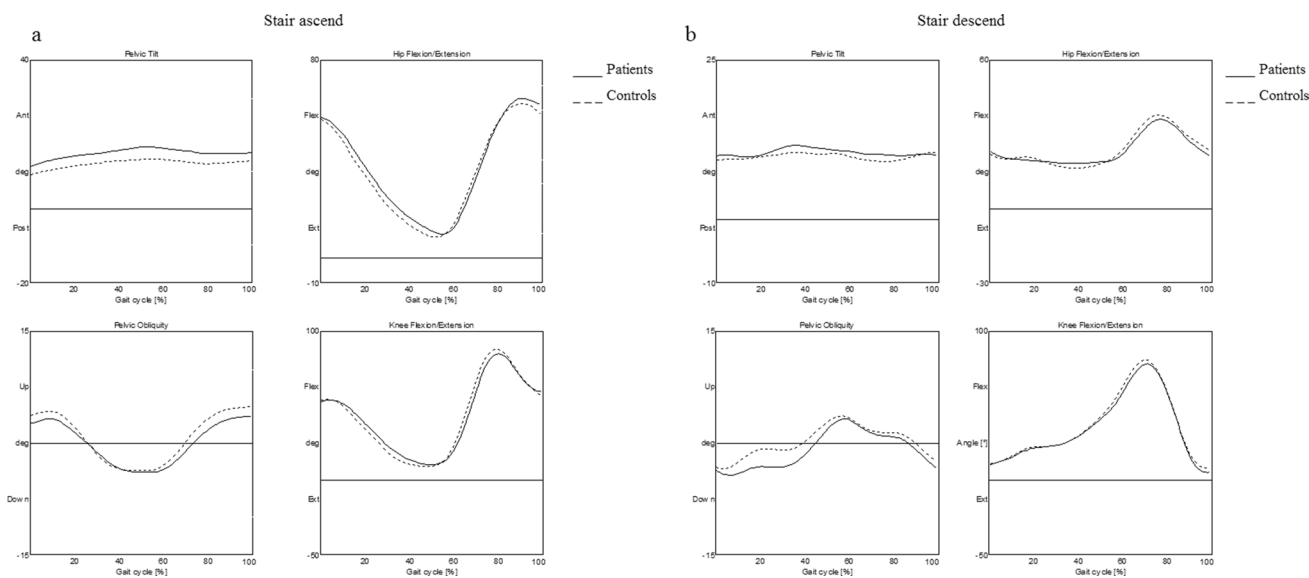 Stair ascend
a
Pelvic Tilt
40
Ant
deg
Post
-20
20 40 60 80 100
Gait cycle [%]
Hip Flexion/Extension
80
Flex
deg
Ext
-10
20 40 60 80 100
Gait cycle [%]
Patients
Controls
Pelvic Obliquity
15
Up
deg
Down
-15
20 40 60 80 100
Gait cycle [%]
Knee Flexion/Extension
100
Flex
deg
Ext
-50
20 40 60 80 100
Gait cycle [%]
Stair descend
b
Pelvic Tilt
25
Ant
deg
Post
-10
20 40 60 80 100
Gait cycle [%]
Hip Flexion/Extension
60
Flex
deg
Ext
-30
20 40 60 80 100
Gait cycle [%]
Patients
Controls
Pelvic Obliquity
15
Up
deg
Down
-15
20 40 60 80 100
Gait cycle [%]
Knee Flexion/Extension
100
Flex
Angle [°]
Ext
-50
20 40 60 80 100
Gait cycle [%]